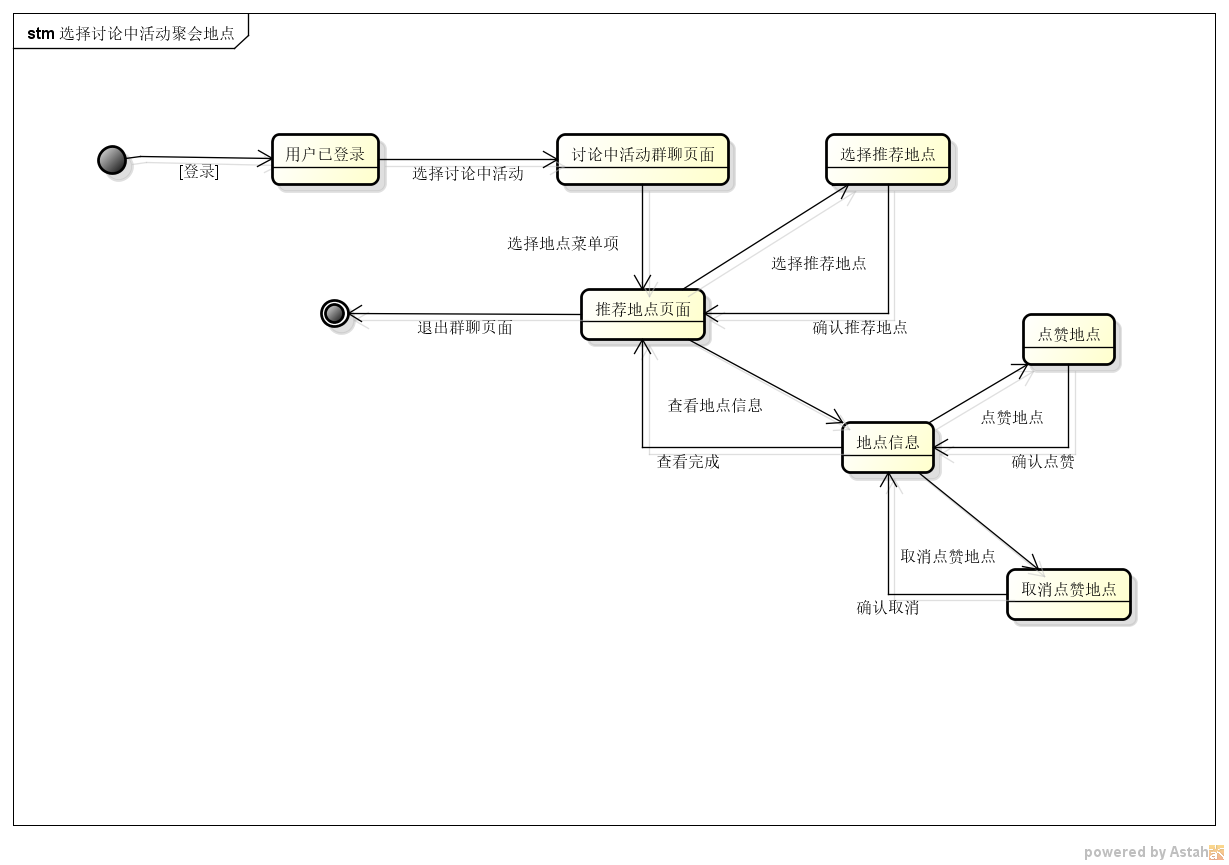 stm 选择讨论中活动聚会地点
用户已登录
讨论中活动群聊页面
选择推荐地点
[登录]
选择讨论中活动
选择地点菜单项
选择推荐地点
推荐地点页面
退出群聊页面
确认推荐地点
点赞地点
查看地点信息
点赞地点
地点信息
查看完成
确认点赞
取消点赞地点
取消点赞地点
确认取消
powered by Astah